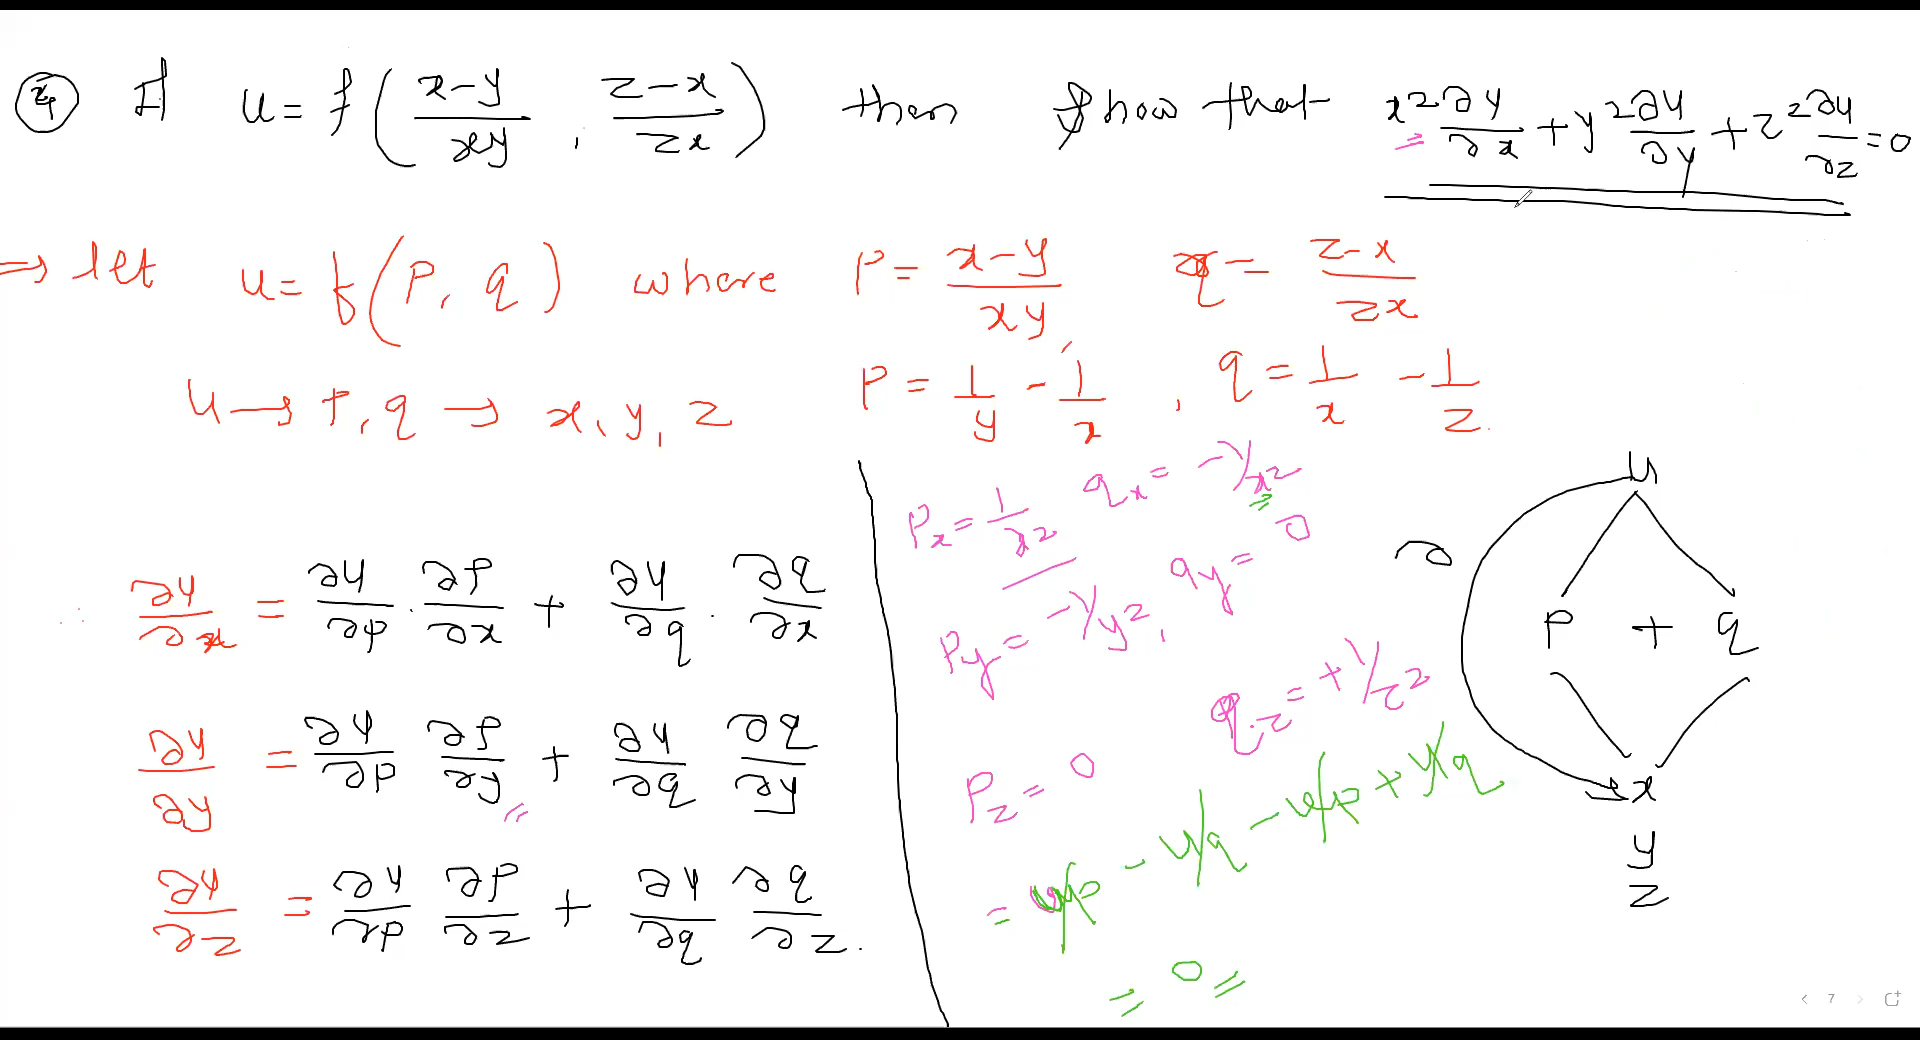 ④ If u = f( (x-y)/(xy) , (z-x)/(zx) ) then show that x² ∂u/∂x + y² ∂u/∂y + z² ∂u/∂z = 0
⇒ let u = f(p, q) where p = (x-y)/(xy) , q = (z-x)/(zx)
u → p, q → x, y, z
p = 1/y - 1/x , q = 1/x - 1/z
∂u/∂x = ∂u/∂p · ∂p/∂x + ∂u/∂q · ∂q/∂x
∂u/∂y = ∂u/∂p ∂p/∂y + ∂u/∂q ∂q/∂y
∂u/∂z = ∂u/∂p ∂p/∂z + ∂u/∂q ∂q/∂z.
Px = 1/x² qx = -1/x²
Py = -1/y², qy = 0
Pz = 0 qz = +1/z²
= up - uq - up + uq
= 0 =
u
∂
p + q
x
y
z
7